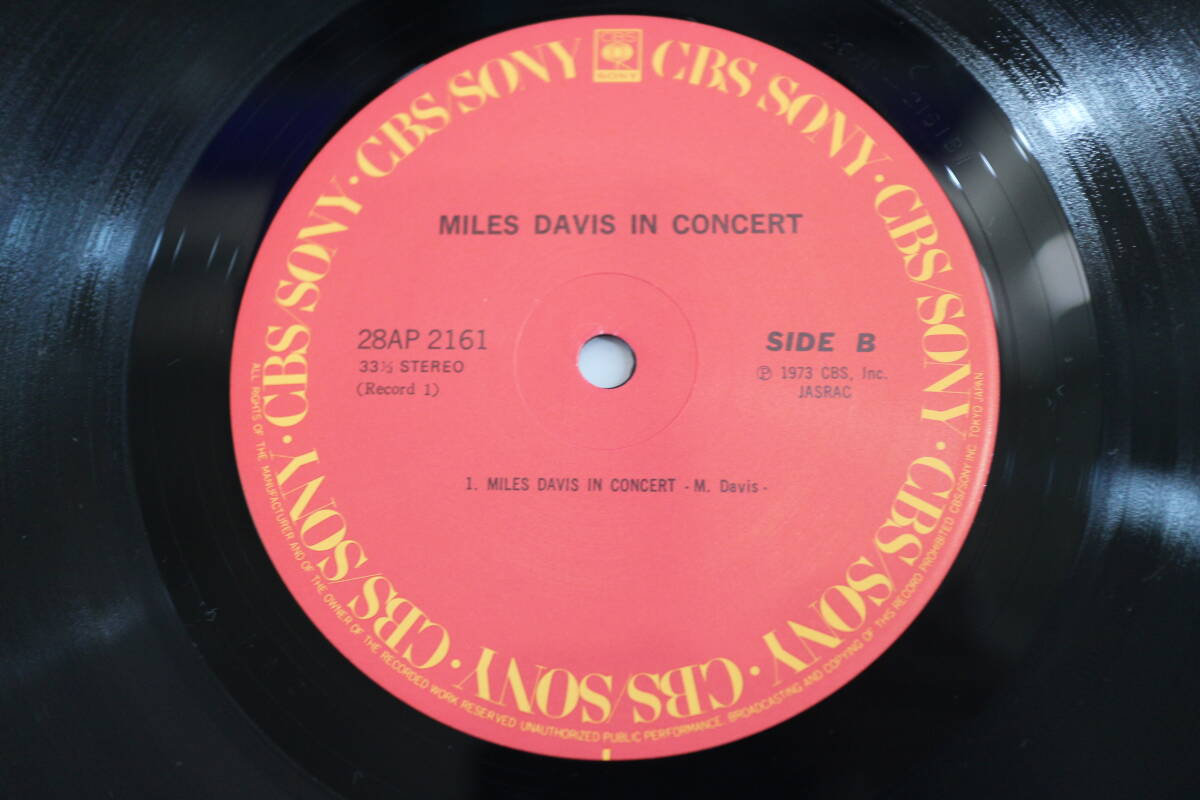 CBS
SONY
CBS SONY · CBS/SONY · CBS/SONY · CBS/SONY · CBS/SONY · CBS/SONY · CBS/SONY · CBS/SONY · CBS/SONY
MILES DAVIS IN CONCERT
28AP 2161
33⅓ STEREO
(Record 1)
SIDE B
Ⓟ 1973 CBS, Inc.
JASRAC
1. MILES DAVIS IN CONCERT - M. Davis -
ALL RIGHTS OF THE MANUFACTURER AND OF THE OWNER OF THE RECORDED WORK RESERVED UNAUTHORIZED PUBLIC PERFORMANCE, BROADCASTING AND COPYING OF THIS RECORD PROHIBITED CBS/SONY INC. TOKYO JAPAN